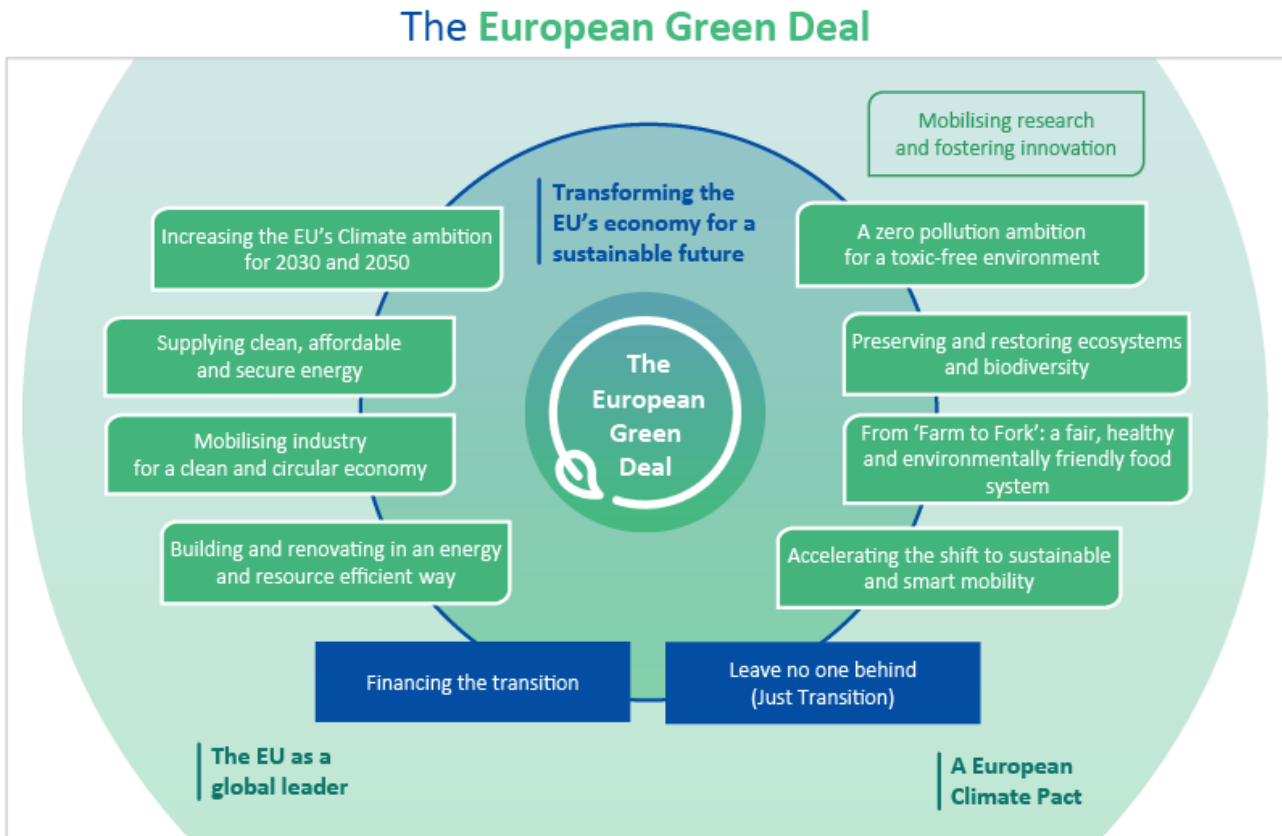 The European Green Deal
Mobilising research
and fostering innovation
Transforming the
EU’s economy for a
sustainable future
Increasing the EU’s Climate ambition
for 2030 and 2050
A zero pollution ambition
for a toxic-free environment
Supplying clean, affordable
and secure energy
Preserving and restoring ecosystems
and biodiversity
The
European
Green
Deal
Mobilising industry
for a clean and circular economy
From ‘Farm to Fork’: a fair, healthy
and environmentally friendly food
system
Building and renovating in an energy
and resource efficient way
Accelerating the shift to sustainable
and smart mobility
Financing the transition
Leave no one behind
(Just Transition)
The EU as a
global leader
A European
Climate Pact